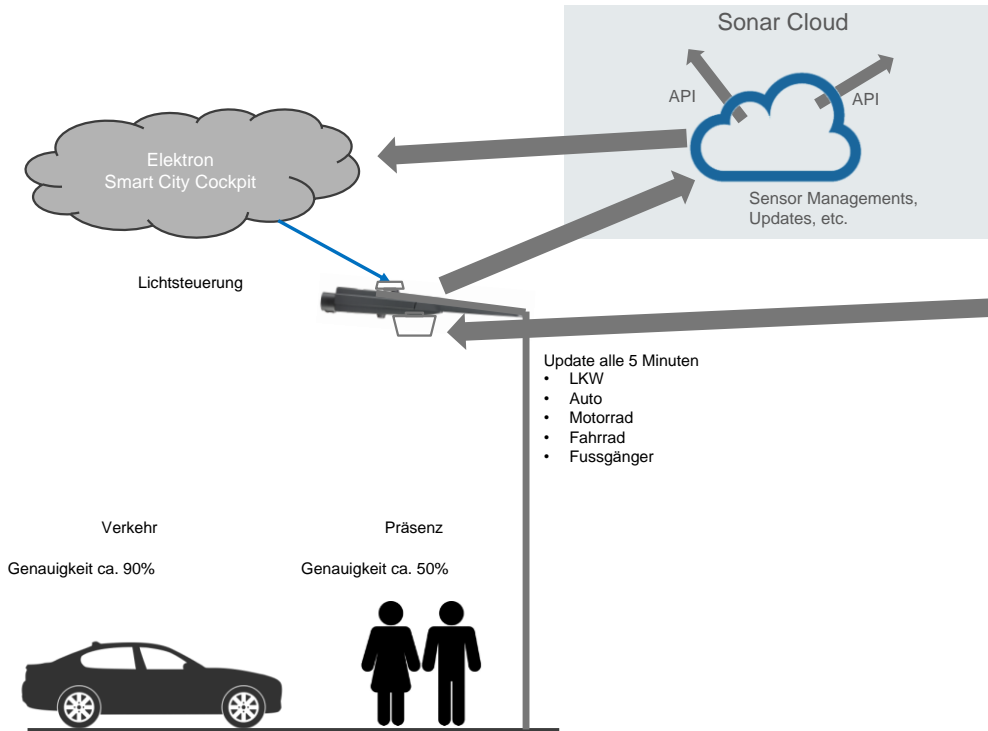 Sonar Cloud
API
API
Elektron
Smart City Cockpit
Sensor Managements,
Updates, etc.
Lichtsteuerung
Update alle 5 Minuten
• LKW
• Auto
• Motorrad
• Fahrrad
• Fussgänger
Verkehr
Präsenz
Genauigkeit ca. 90%
Genauigkeit ca. 50%